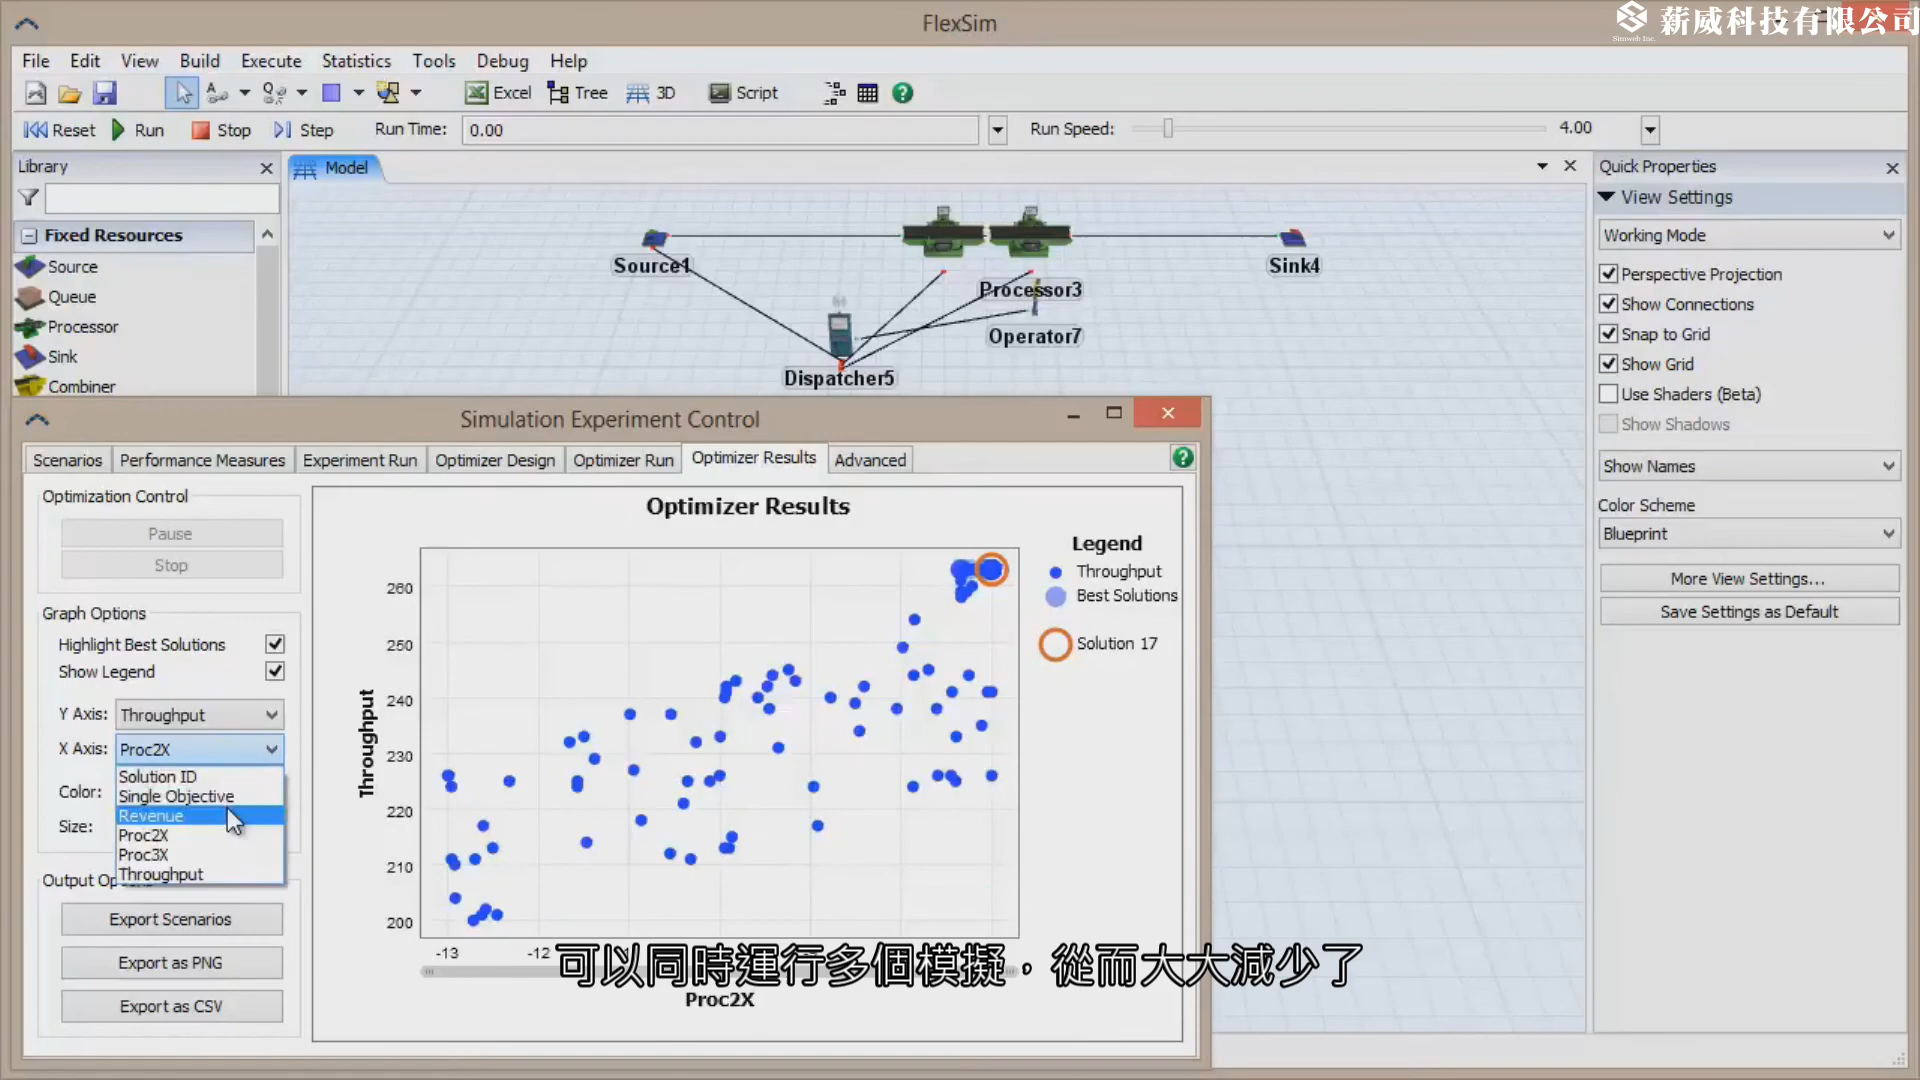 FlexSim
薪威科技有限公司
Simweb Inc.
File Edit View Build Execute Statistics Tools Debug Help
Excel Tree 3D Script
Reset Run Stop Step Run Time: 0.00 Run Speed: 4.00
Library
Model
Quick Properties
View Settings
Fixed Resources
Source
Queue
Processor
Sink
Combiner
Source1
Processor3
Operator7
Dispatcher5
Sink4
Working Mode
Perspective Projection
Show Connections
Snap to Grid
Show Grid
Use Shaders (Beta)
Show Shadows
Show Names
Color Scheme
Blueprint
More View Settings...
Save Settings as Default
Simulation Experiment Control
Scenarios Performance Measures Experiment Run Optimizer Design Optimizer Run Optimizer Results Advanced
Optimization Control
Pause
Stop
Graph Options
Highlight Best Solutions
Show Legend
Y Axis: Throughput
X Axis: Proc2X
Color:
Size:
Solution ID
Single Objective
Revenue
Proc2X
Proc3X
Throughput
Export Scenarios
Export as PNG
Export as CSV
Optimizer Results
Throughput
260
250
240
230
220
210
200
-13 -12
Proc2X
Legend
Throughput
Best Solutions
Solution 17
可以同時運行多個模擬，從而大大減少了